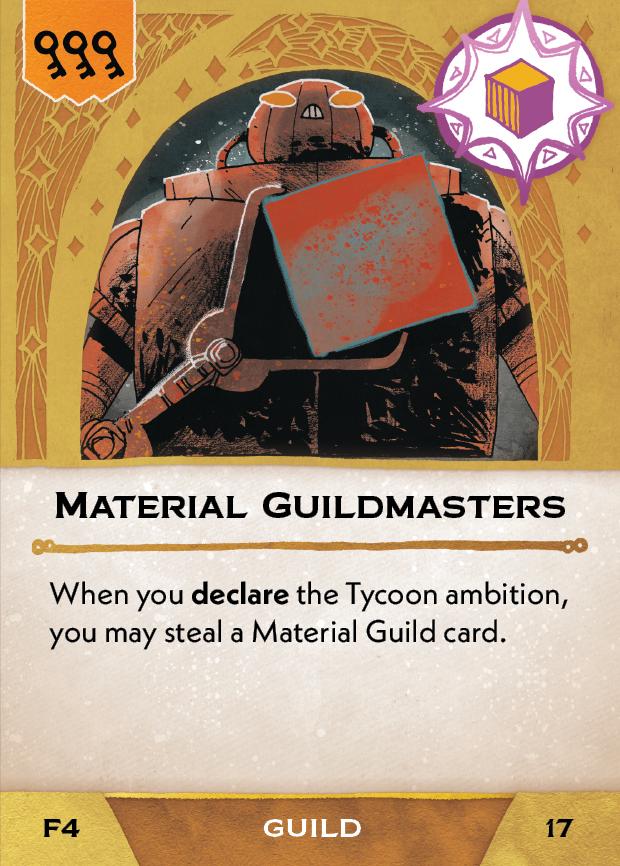 Material Guildmasters
When you declare the Tycoon ambition,
you may steal a Material Guild card.
F4
GUILD
17